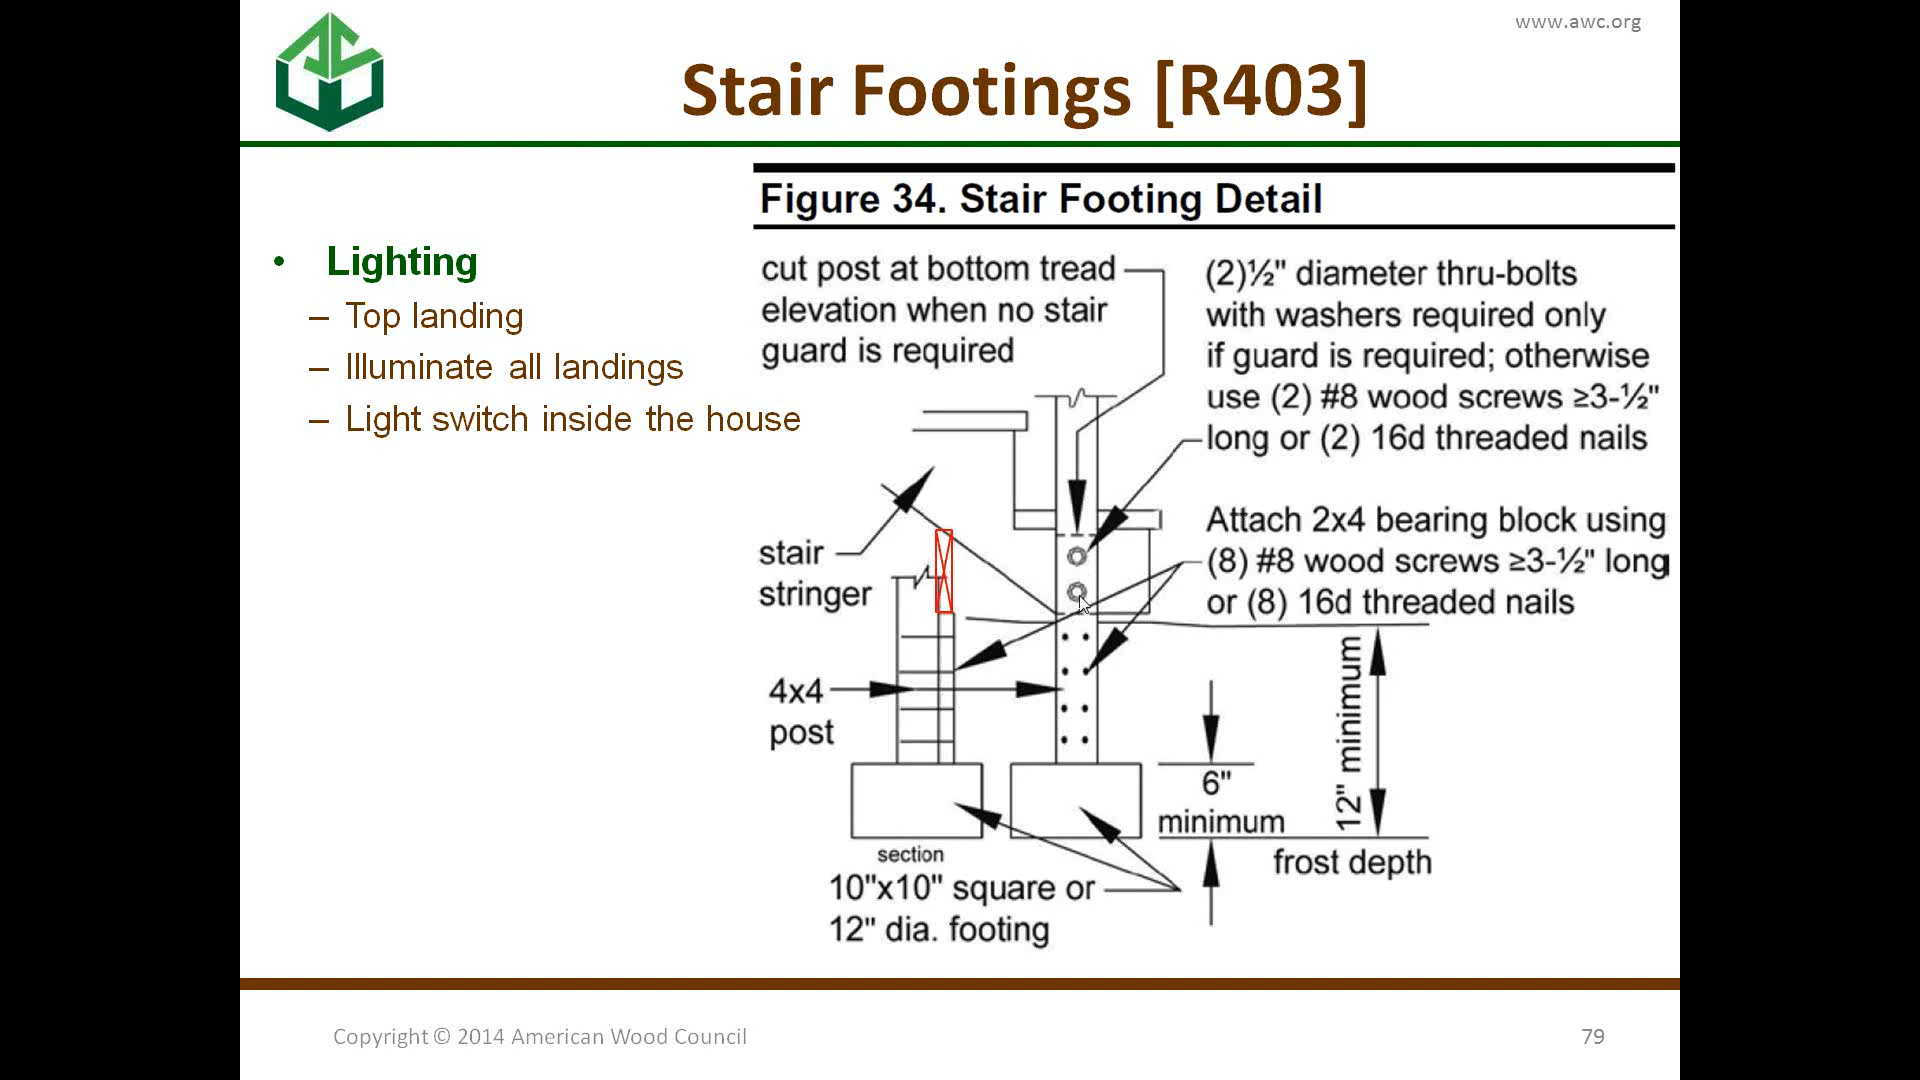 www.awc.org
Stair Footings [R403]
Figure 34. Stair Footing Detail
• Lighting
– Top landing
– Illuminate all landings
– Light switch inside the house
cut post at bottom tread
elevation when no stair
guard is required
(2)½" diameter thru-bolts
with washers required only
if guard is required; otherwise
use (2) #8 wood screws ≥3-½"
long or (2) 16d threaded nails
Attach 2x4 bearing block using
(8) #8 wood screws ≥3-½" long
or (8) 16d threaded nails
stair
stringer
4x4
post
6"
minimum
12" minimum
frost depth
section
10"x10" square or
12" dia. footing
Copyright © 2014 American Wood Council
79